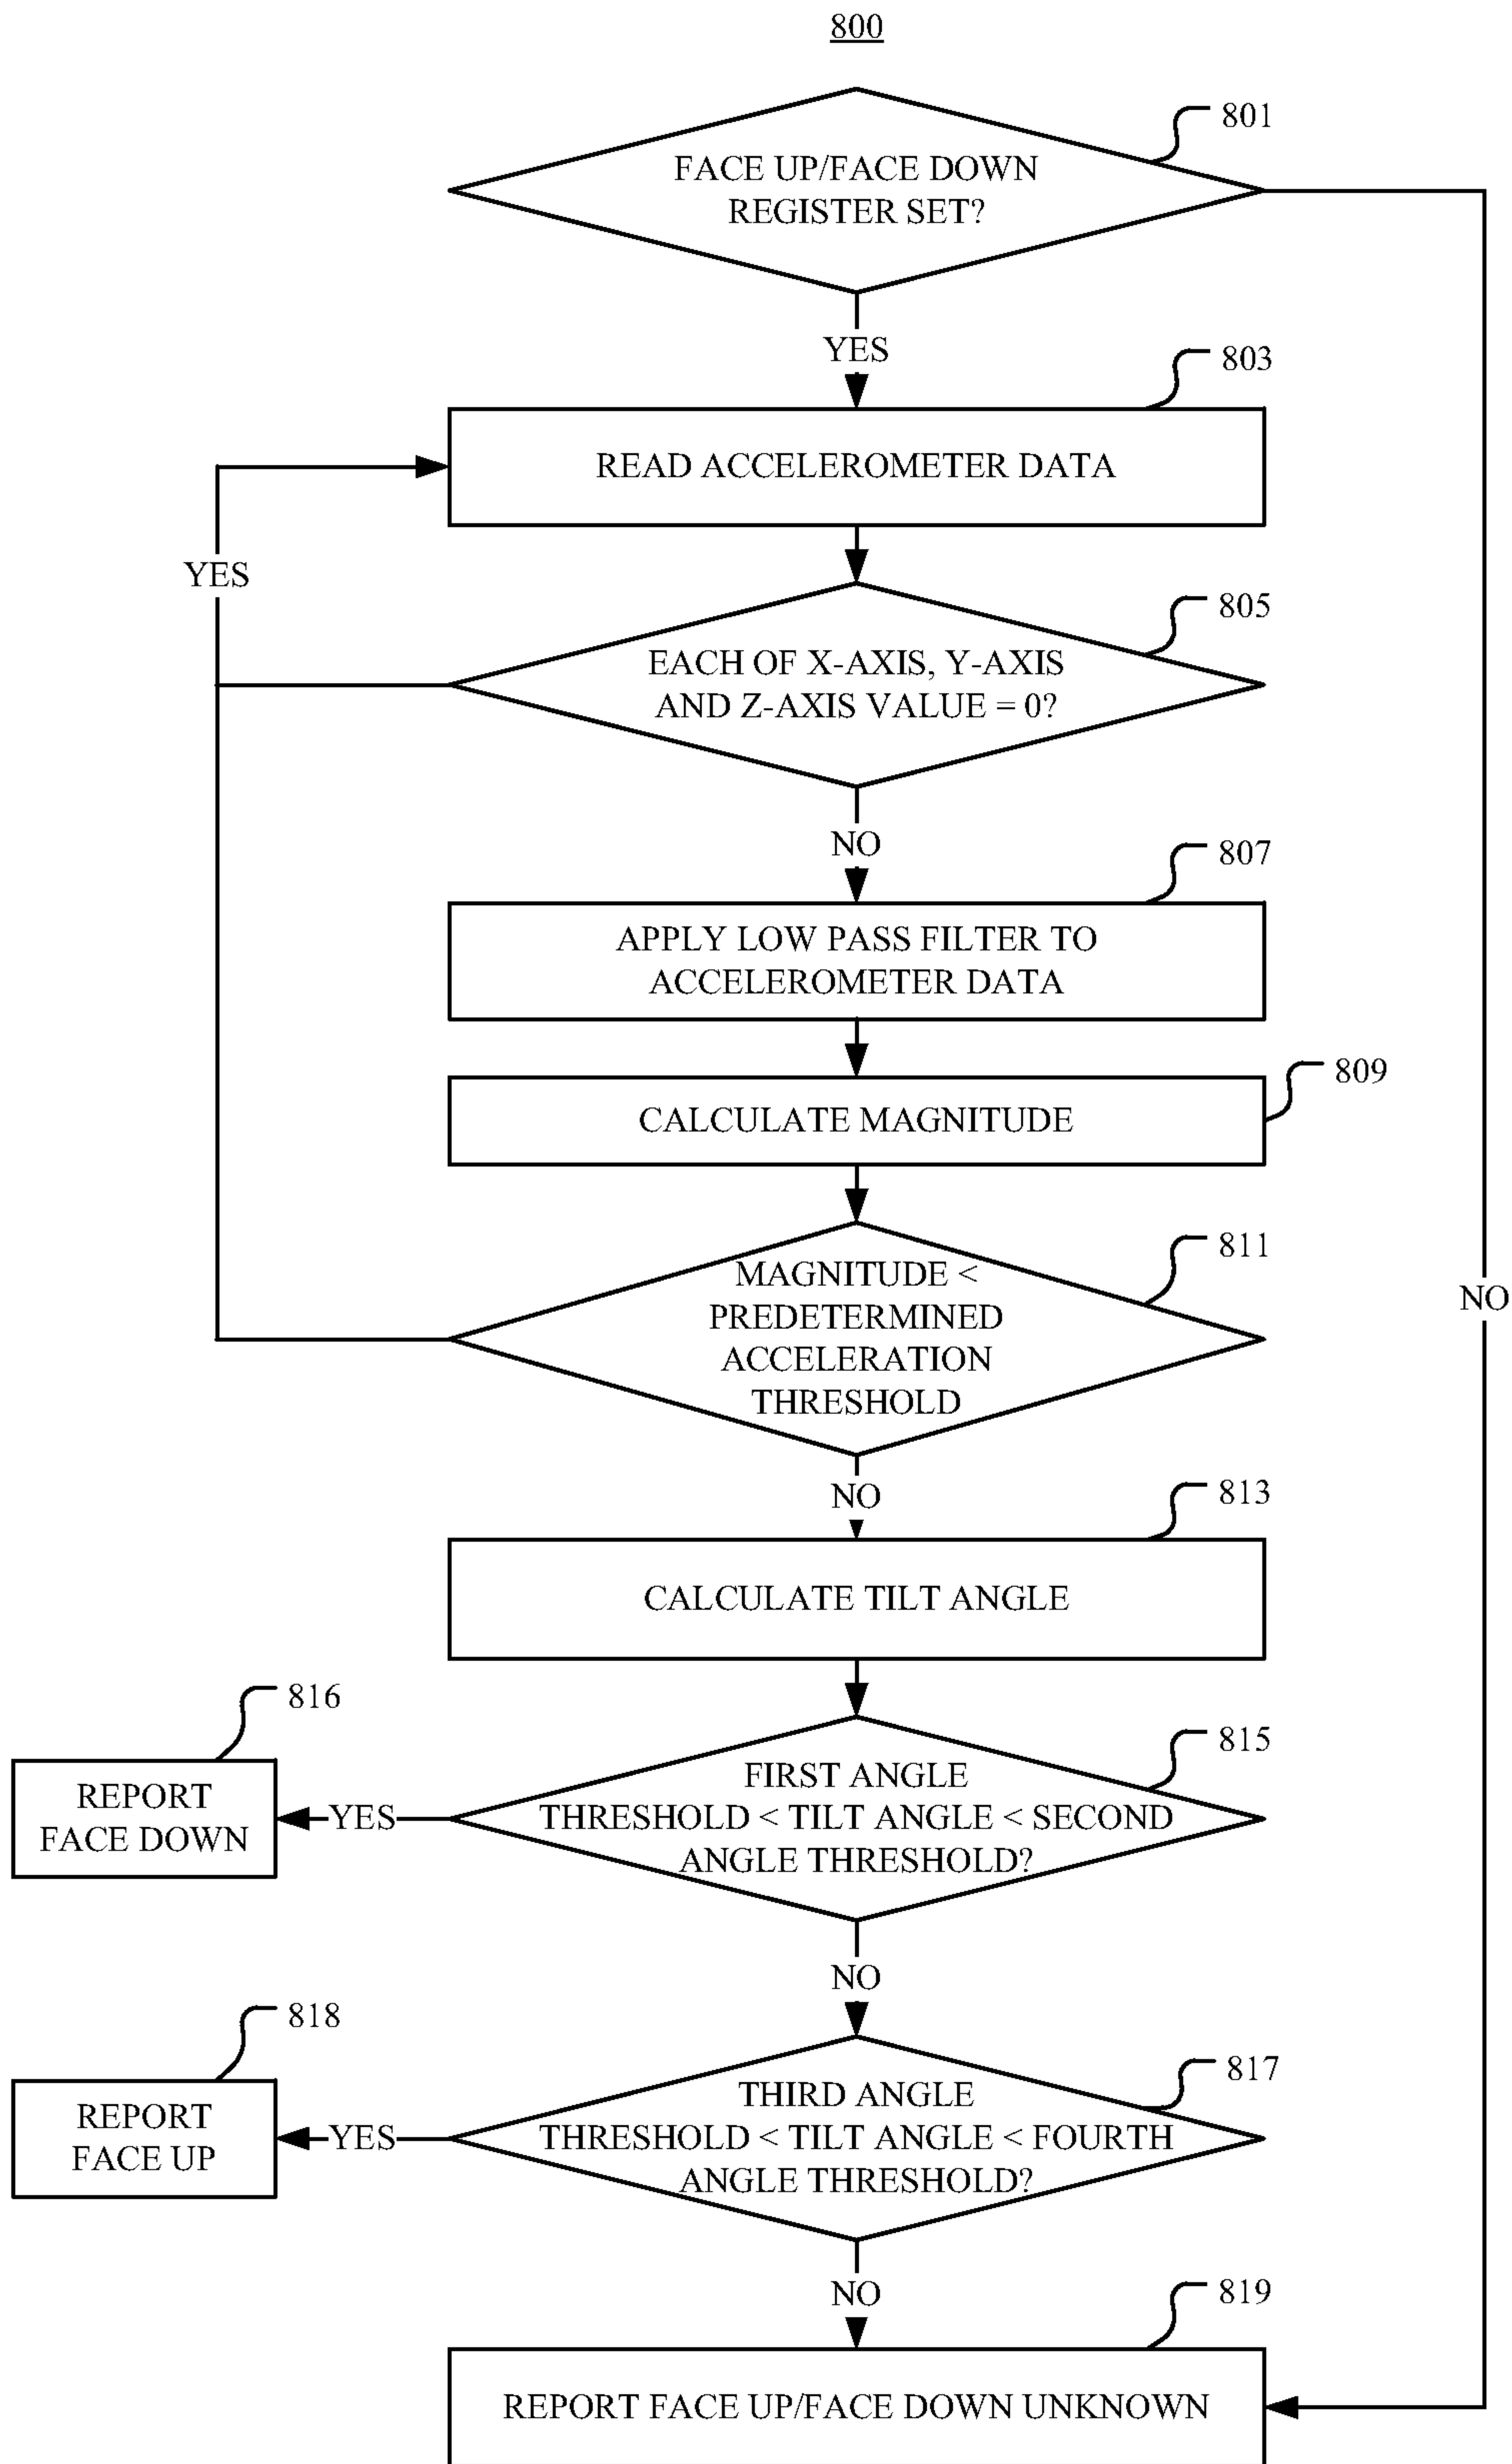 800
801
FACE UP/FACE DOWN
REGISTER SET?
YES
803
READ ACCELEROMETER DATA
YES
805
EACH OF X-AXIS, Y-AXIS
AND Z-AXIS VALUE = 0?
NO
807
APPLY LOW PASS FILTER TO
ACCELEROMETER DATA
809
CALCULATE MAGNITUDE
811
MAGNITUDE <
PREDETERMINED
ACCELERATION
THRESHOLD
NO
NO
813
CALCULATE TILT ANGLE
816
REPORT
FACE DOWN
YES
815
FIRST ANGLE
THRESHOLD < TILT ANGLE < SECOND
ANGLE THRESHOLD?
NO
818
REPORT
FACE UP
YES
817
THIRD ANGLE
THRESHOLD < TILT ANGLE < FOURTH
ANGLE THRESHOLD?
NO
819
REPORT FACE UP/FACE DOWN UNKNOWN